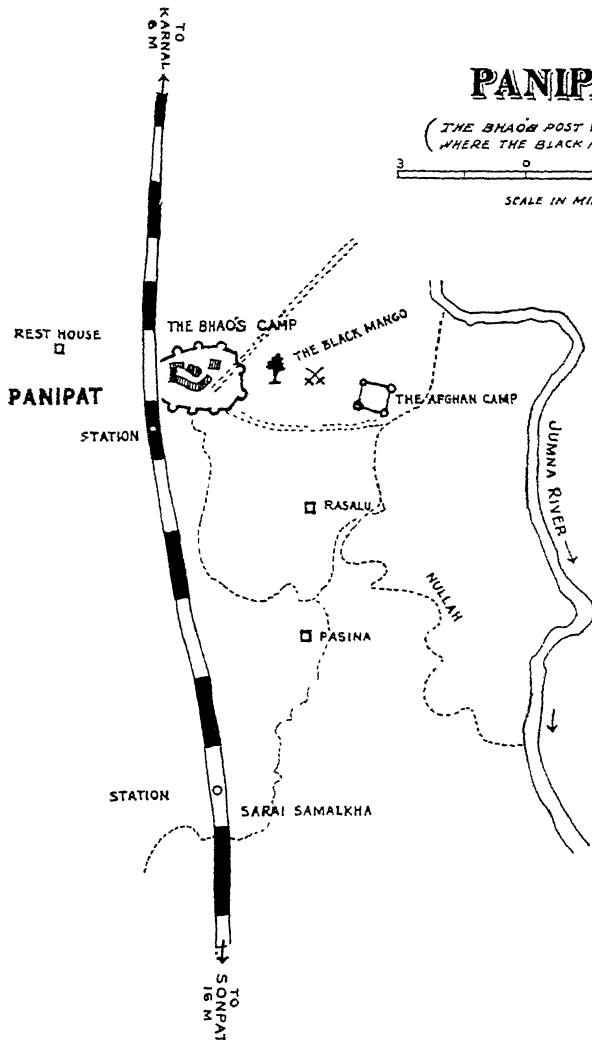 TO
KARNAL
6 M
PANIP
(THE BHAO'S POST
WHERE THE BLACK
3 0
SCALE IN MI
THE BHAO'S CAMP
REST HOUSE
THE BLACK MANGO
PANIPAT
THE AFGHAN CAMP
STATION
JUMNA RIVER
RASALU
NULLAH
PASINA
STATION
SARAI SAMALKHA
TO
SONPAT
16 M